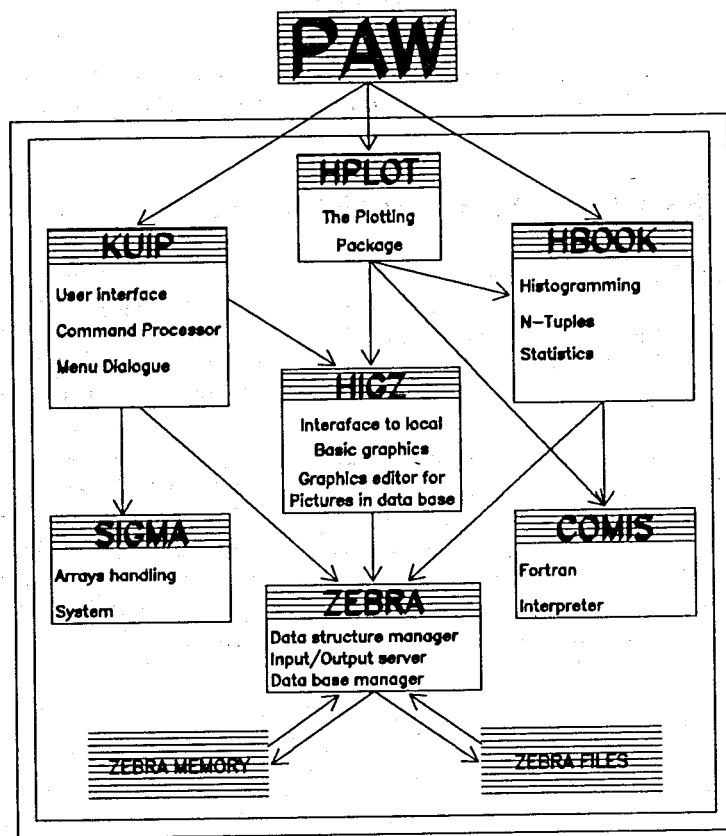 PAW
HPLOT
The Plotting
Package
KUIP
User interface
Command Processor
Menu Dialogue
HBOOK
Histogramming
N-Tuples
Statistics
HIGZ
Interaface to local
Basic graphics
Graphics editor for
Pictures in data base
SIGMA
Arrays handling
System
COMIS
Fortran
Interpreter
ZEBRA
Data structure manager
Input/Output server
Data base manager
ZEBRA MEMORY
ZEBRA FILES